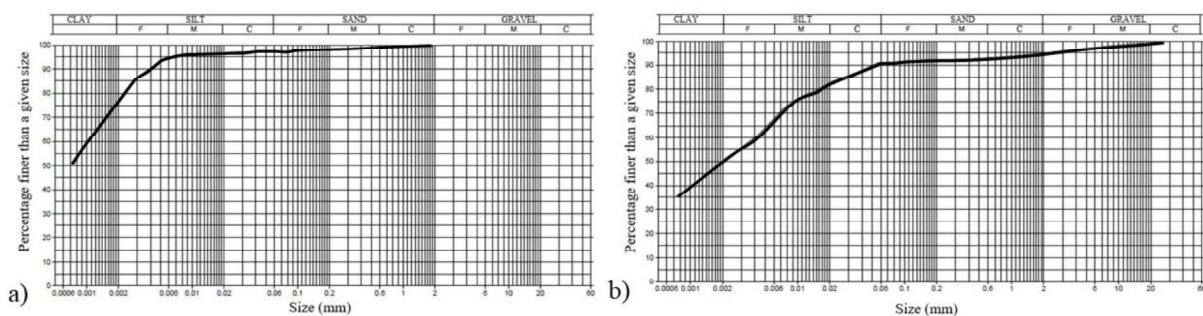 CLAY SILT SAND GRAVEL
F M C F M C F M C
100
90
80
70
60
50
40
30
20
10
0
Percentage finer than a given size
0.0006 0.001 0.002 0.006 0.01 0.02 0.06 0.1 0.2 0.6 1 2 6 10 20 60
Size (mm)
a)
CLAY SILT SAND GRAVEL
F M C F M C F M C
100
90
80
70
60
50
40
30
20
10
0
Percentage finer than a given size
0.0006 0.001 0.002 0.006 0.01 0.02 0.06 0.1 0.2 0.6 1 2 6 10 20 60
Size (mm)
b)